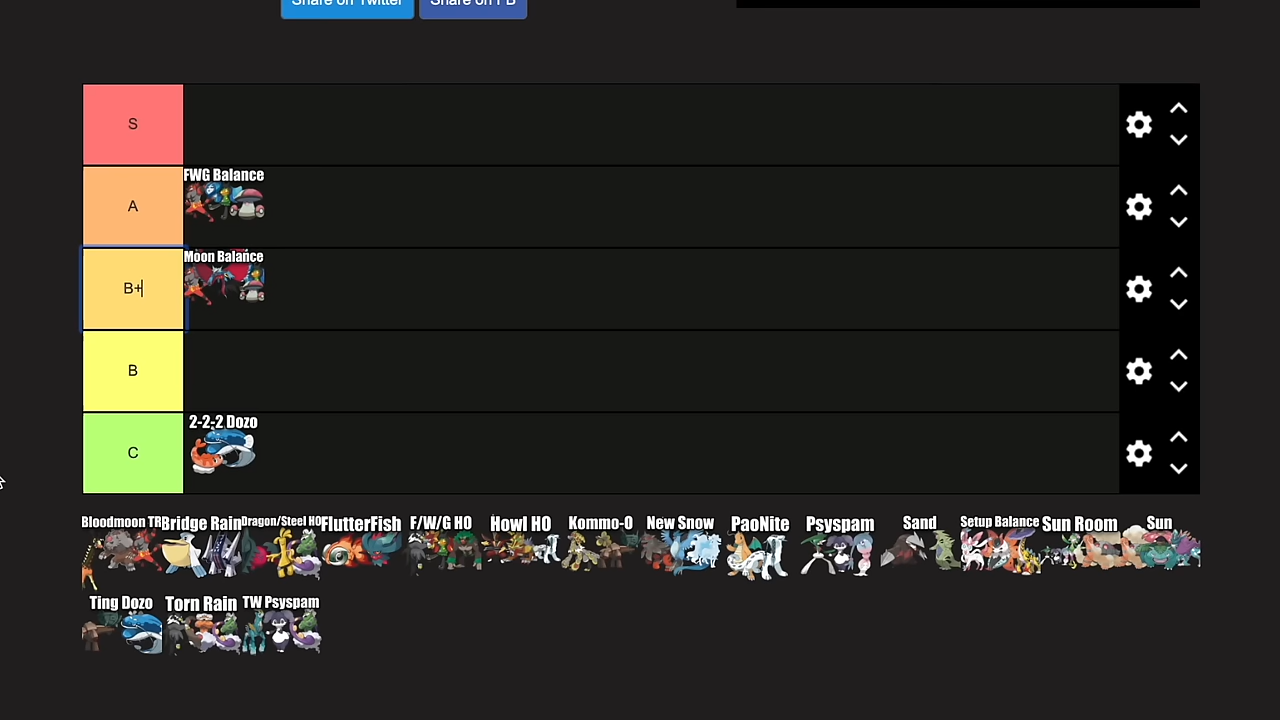 Share on Twitter Share on FB
S
FWG Balance
A
Moon Balance
B+
B
2-2-2 Dozo
C
Bloodmoon TR Bridge Rain Dragon/Steel HO FlutterFish F/W/G HO Howl HO Kommo-O New Snow PaoNite Psyspam Sand Setup Balance Sun Room Sun
Ting Dozo Torn Rain TW Psyspam